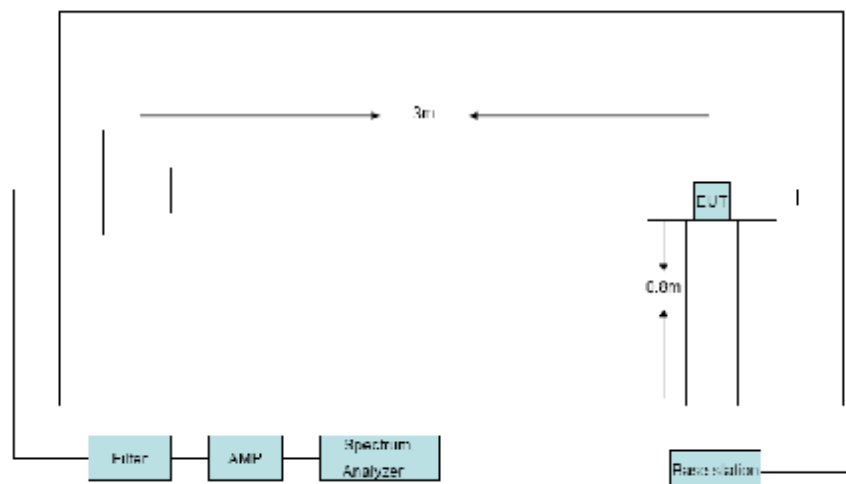 3m
EUT
0.8m
Filter
AMP
Spectrum
Analyzer
Base station